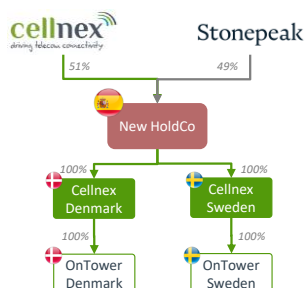 cellnex
driving telecom connectivity
Stonepeak
51%
49%
New HoldCo
100%
100%
Cellnex
Denmark
Cellnex
Sweden
100%
100%
OnTower
Denmark
OnTower
Sweden